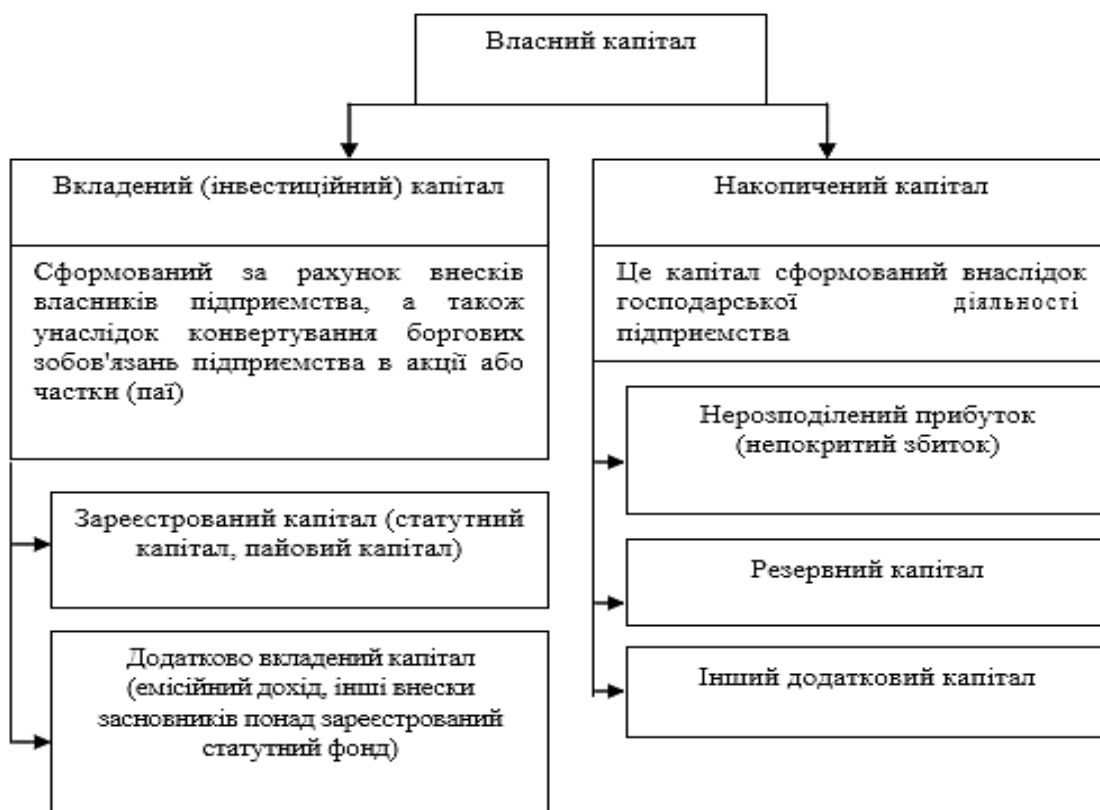 Власний капітал
Вкладений (інвестиційний) капітал
Сформований за рахунок внесків
власників підприємства, а також
унаслідок конвертування боргових
зобов'язань підприємства в акції або
частки (паї)
Зареєстрований капітал (статутний
капітал, пайовий капітал)
Додатково вкладений капітал
(емісійний дохід, інші внески
засновників понад зареєстрований
статутний фонд)
Накопичений капітал
Це капітал сформований внаслідок
господарської діяльності
підприємства
Нерозподілений прибуток
(непокритий збиток)
Резервний капітал
Інший додатковий капітал